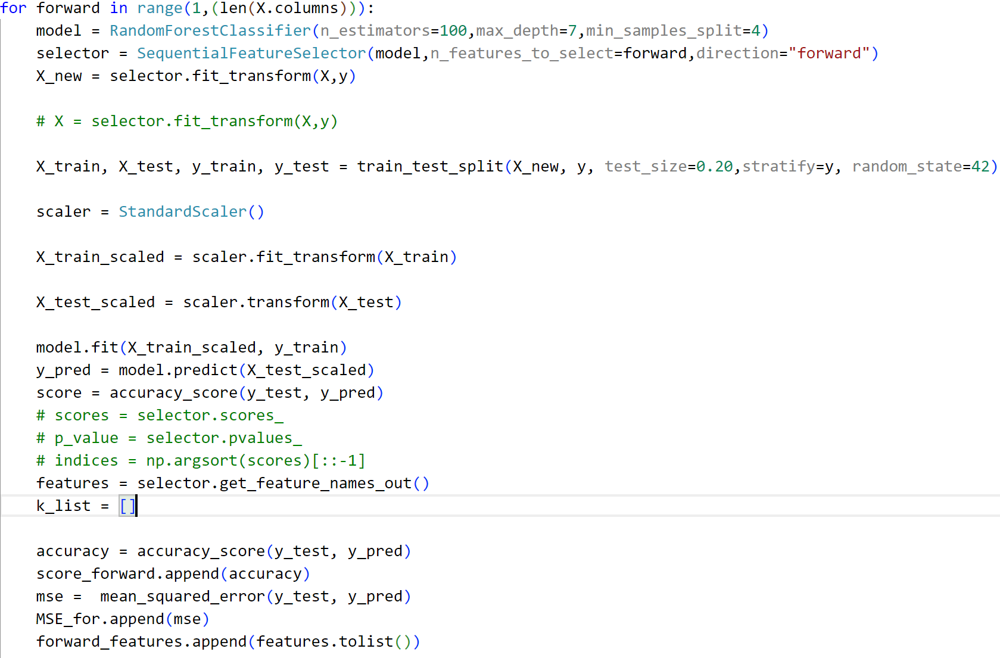 for forward in range(1,(len(X.columns))):
    model = RandomForestClassifier(n_estimators=100,max_depth=7,min_samples_split=4)
    selector = SequentialFeatureSelector(model,n_features_to_select=forward,direction="forward")
    X_new = selector.fit_transform(X,y)
    # X = selector.fit_transform(X,y)
    X_train, X_test, y_train, y_test = train_test_split(X_new, y, test_size=0.20,stratify=y, random_state=42)
    scaler = StandardScaler()
    X_train_scaled = scaler.fit_transform(X_train)
    X_test_scaled = scaler.transform(X_test)
    model.fit(X_train_scaled, y_train)
    y_pred = model.predict(X_test_scaled)
    score = accuracy_score(y_test, y_pred)
    # scores = selector.scores_
    # p_value = selector.pvalues_
    # indices = np.argsort(scores)[::-1]
    features = selector.get_feature_names_out()
    k_list = []
    accuracy = accuracy_score(y_test, y_pred)
    score_forward.append(accuracy)
    mse =  mean_squared_error(y_test, y_pred)
    MSE_for.append(mse)
    forward_features.append(features.tolist())